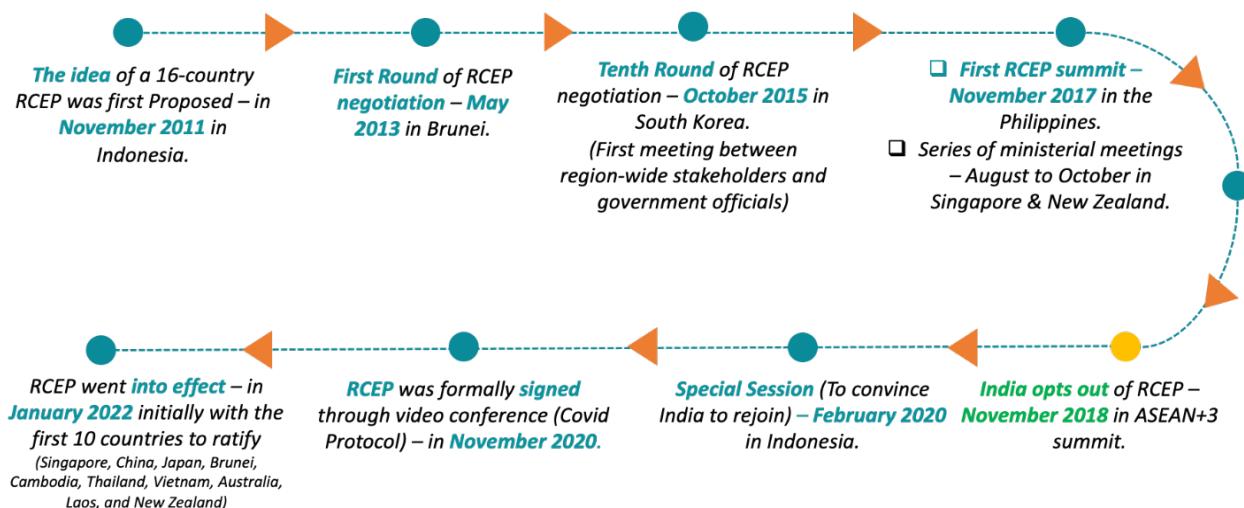 The idea of a 16-country
RCEP was first Proposed – in
November 2011 in
Indonesia.
First Round of RCEP
negotiation – May
2013 in Brunei.
Tenth Round of RCEP
negotiation – October 2015 in
South Korea.
(First meeting between
region-wide stakeholders and
government officials)
❑ First RCEP summit –
November 2017 in the
Philippines.
❑ Series of ministerial meetings
– August to October in
Singapore & New Zealand.
India opts out of RCEP –
November 2018 in ASEAN+3
summit.
Special Session (To convince
India to rejoin) – February 2020
in Indonesia.
RCEP was formally signed
through video conference (Covid
Protocol) – in November 2020.
RCEP went into effect – in
January 2022 initially with the
first 10 countries to ratify
(Singapore, China, Japan, Brunei,
Cambodia, Thailand, Vietnam, Australia,
Laos, and New Zealand)